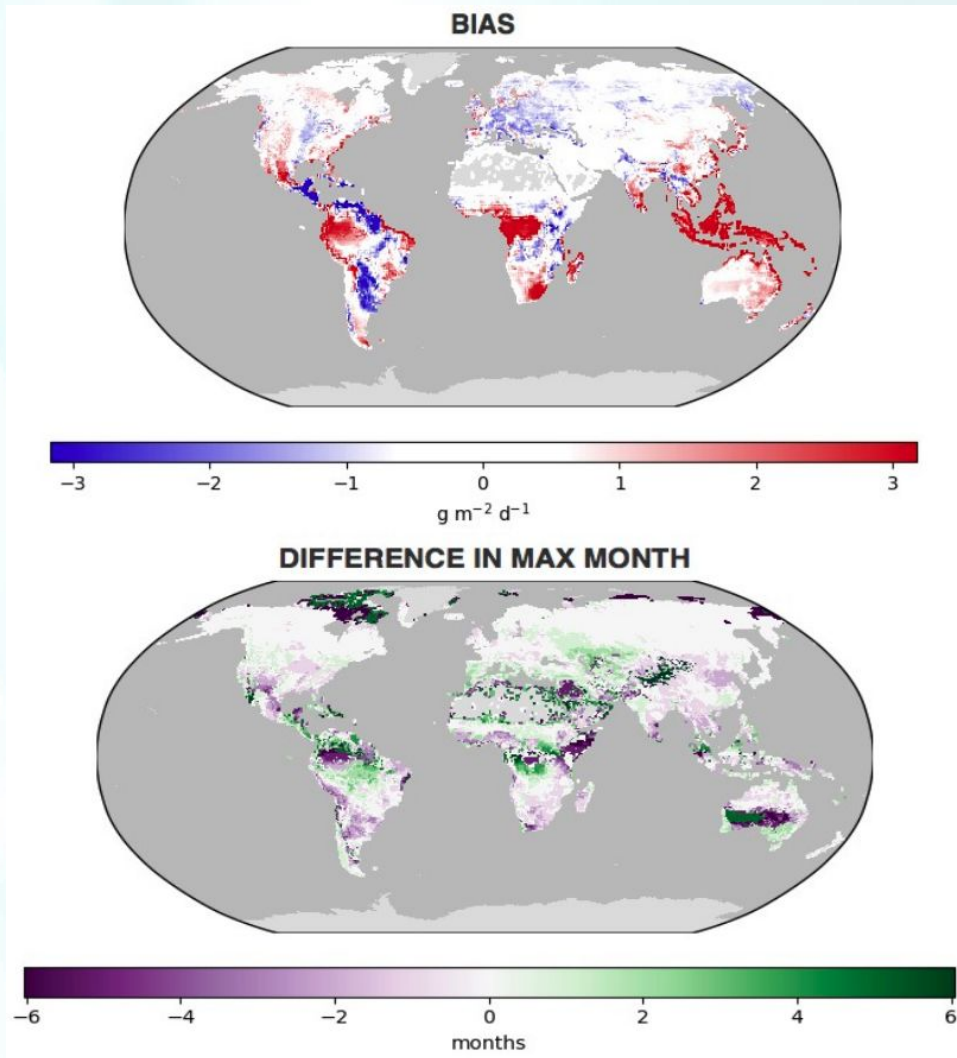 BIAS
−3 −2 −1 0 1 2 3
g m⁻² d⁻¹
DIFFERENCE IN MAX MONTH
−6 −4 −2 0 2 4 6
months